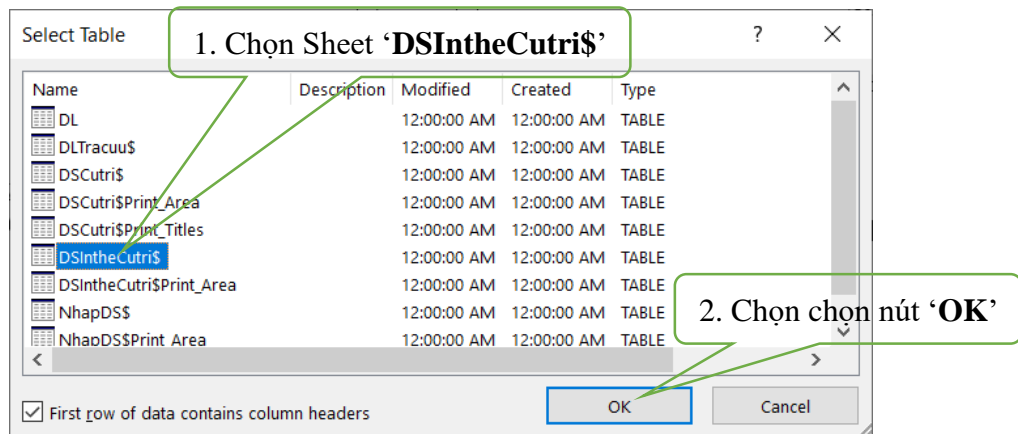 Select Table ? ×
1. Chọn Sheet ‘DSIntheCutri$’
Name Description Modified Created Type
DL 12:00:00 AM 12:00:00 AM TABLE
DLTracuu$ 12:00:00 AM 12:00:00 AM TABLE
DSCutri$ 12:00:00 AM 12:00:00 AM TABLE
DSCutri$Print_Area 12:00:00 AM 12:00:00 AM TABLE
DSCutri$Print_Titles 12:00:00 AM 12:00:00 AM TABLE
DSIntheCutri$ 12:00:00 AM 12:00:00 AM TABLE
DSIntheCutri$Print_Area 12:00:00 AM 12:00:00 AM TABLE
NhapDS$ 12:00:00 AM 12:00:00 AM TABLE
NhapDS$Print_Area 12:00:00 AM 12:00:00 AM TABLE
2. Chọn chọn nút ‘OK’
First row of data contains column headers
OK Cancel